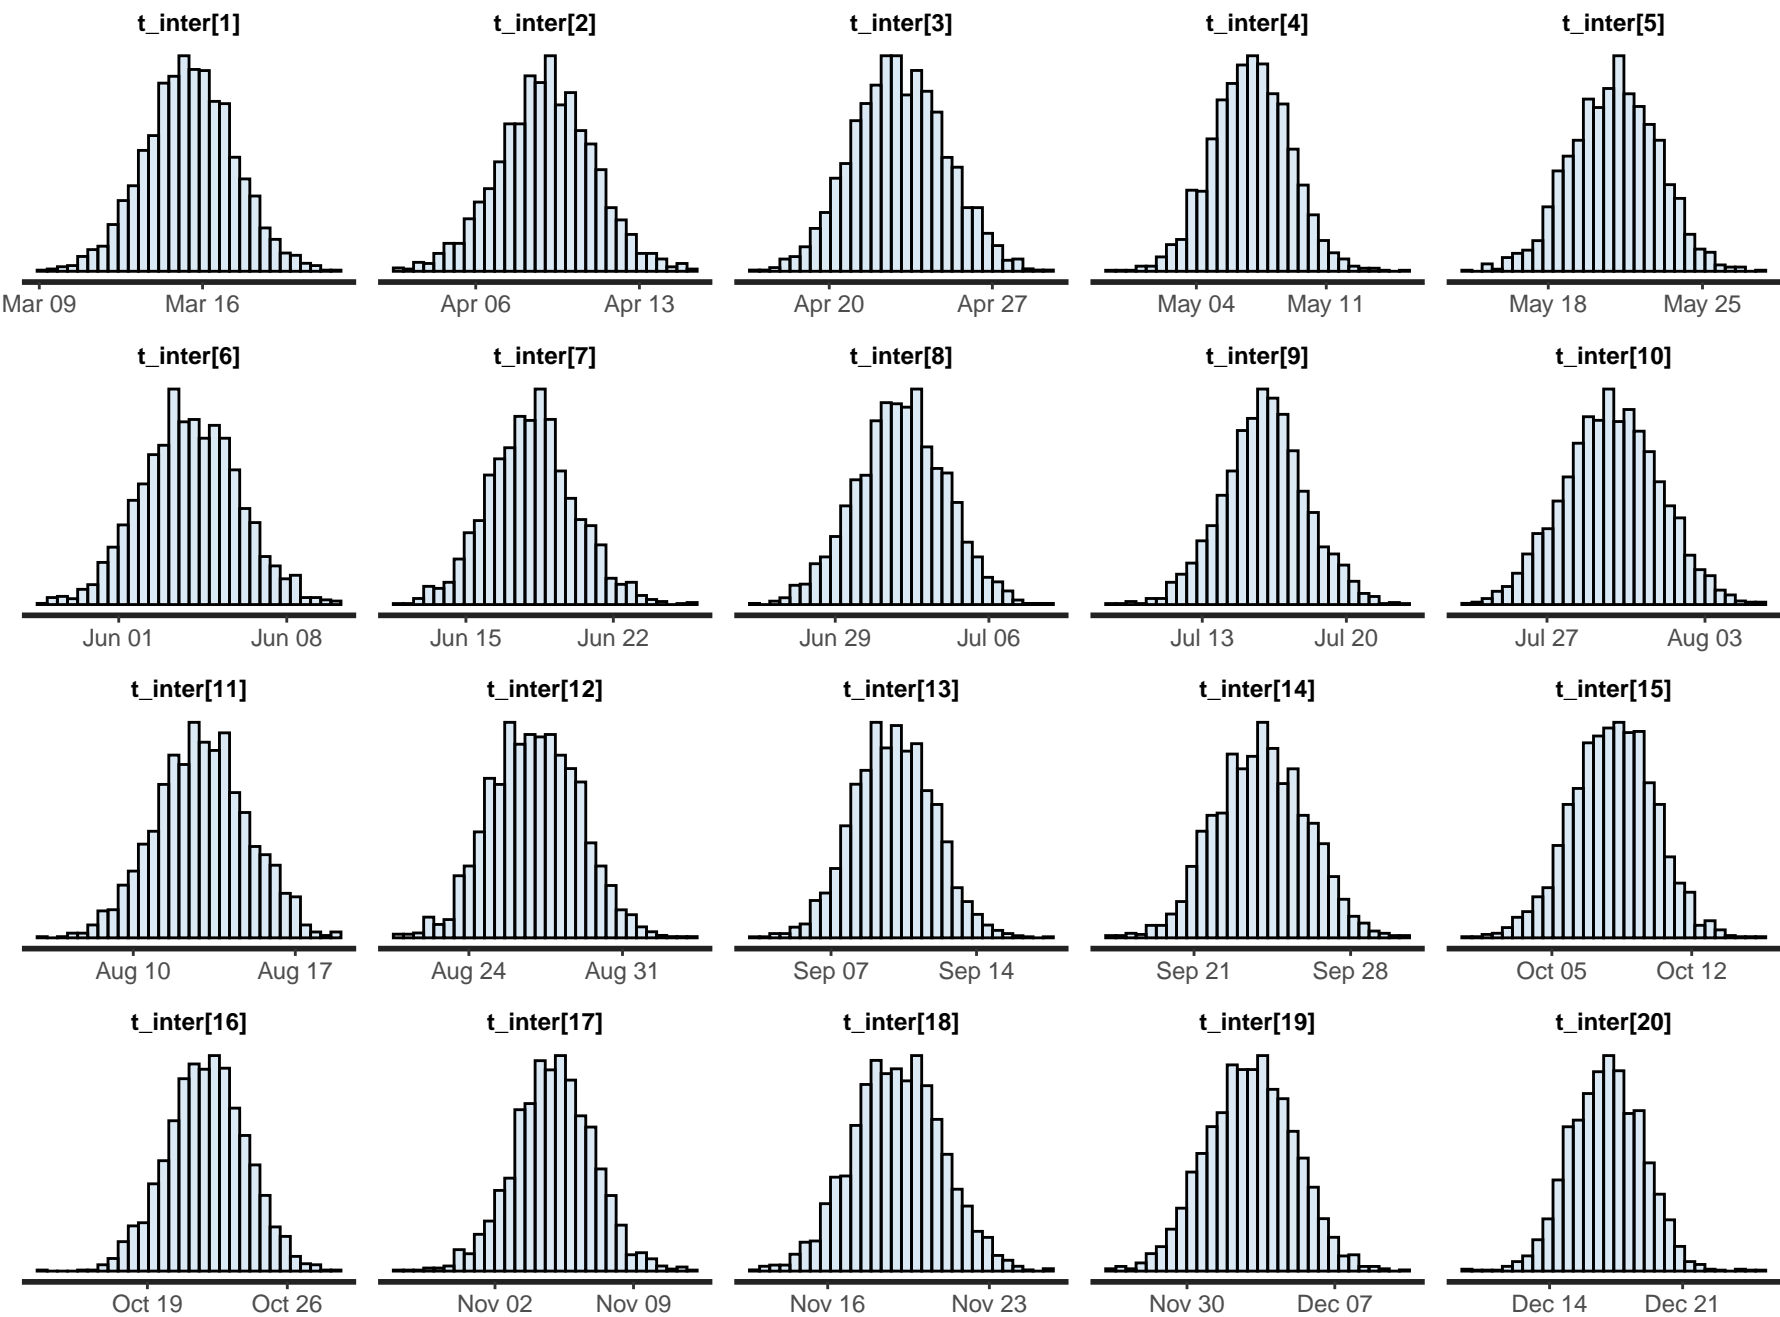 t_inter[1] t_inter[2] t_inter[3] t_inter[4] t_inter[5]
Mar 09 Mar 16 Apr 06 Apr 13 Apr 20 Apr 27 May 04 May 11 May 18 May 25
t_inter[6] t_inter[7] t_inter[8] t_inter[9] t_inter[10]
Jun 01 Jun 08 Jun 15 Jun 22 Jun 29 Jul 06 Jul 13 Jul 20 Jul 27 Aug 03
t_inter[11] t_inter[12] t_inter[13] t_inter[14] t_inter[15]
Aug 10 Aug 17 Aug 24 Aug 31 Sep 07 Sep 14 Sep 21 Sep 28 Oct 05 Oct 12
t_inter[16] t_inter[17] t_inter[18] t_inter[19] t_inter[20]
Oct 19 Oct 26 Nov 02 Nov 09 Nov 16 Nov 23 Nov 30 Dec 07 Dec 14 Dec 21